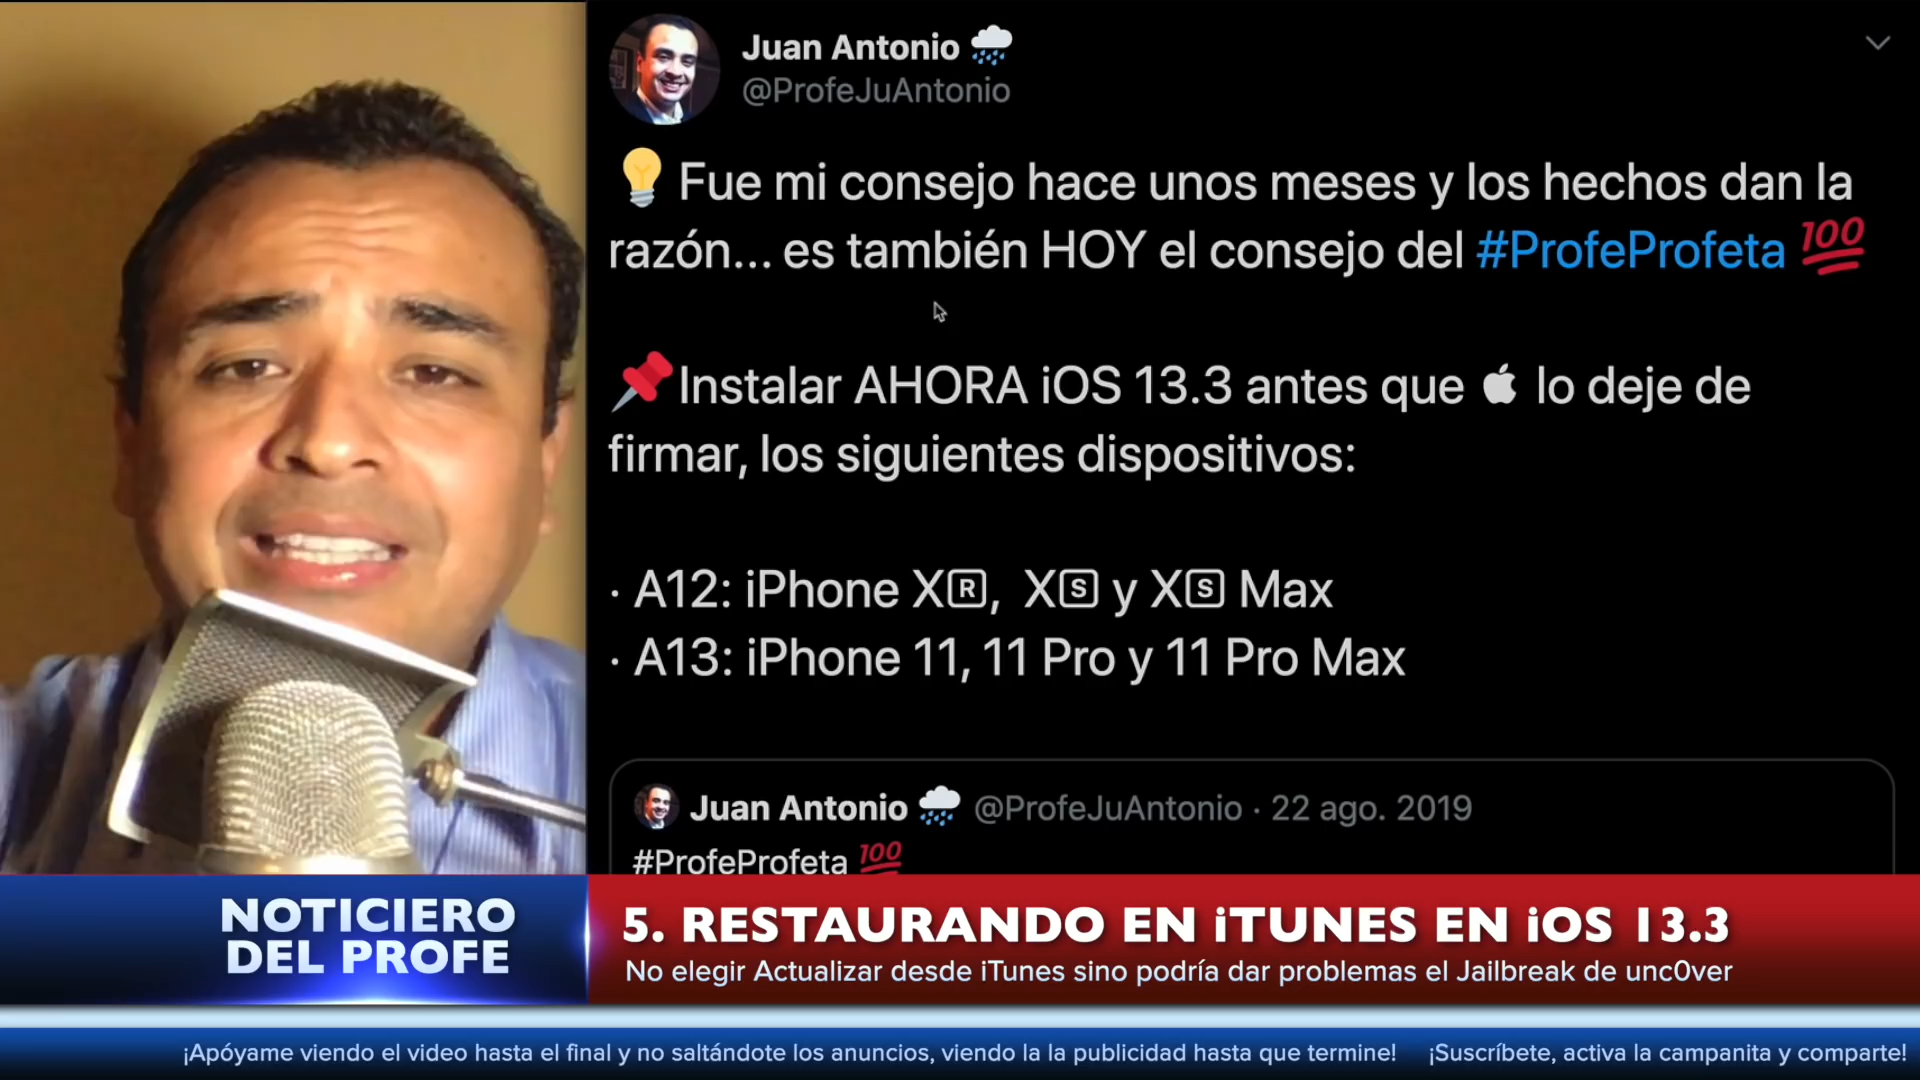 Juan Antonio 🌧️
@ProfeJuAntonio
💡 Fue mi consejo hace unos meses y los hechos dan la
razón... es también HOY el consejo del #ProfeProfeta 💯
📌Instalar AHORA iOS 13.3 antes que  lo deje de
firmar, los siguientes dispositivos:
· A12: iPhone X🅁, X🅂 y X🅂 Max
· A13: iPhone 11, 11 Pro y 11 Pro Max
Juan Antonio 🌧️ @ProfeJuAntonio · 22 ago. 2019
#ProfeProfeta 💯
NOTICIERO
DEL PROFE
5. RESTAURANDO EN iTUNES EN iOS 13.3
No elegir Actualizar desde iTunes sino podría dar problemas el Jailbreak de unc0ver
¡Apóyame viendo el video hasta el final y no saltándote los anuncios, viendo la la publicidad hasta que termine! ¡Suscríbete, activa la campanita y comparte!